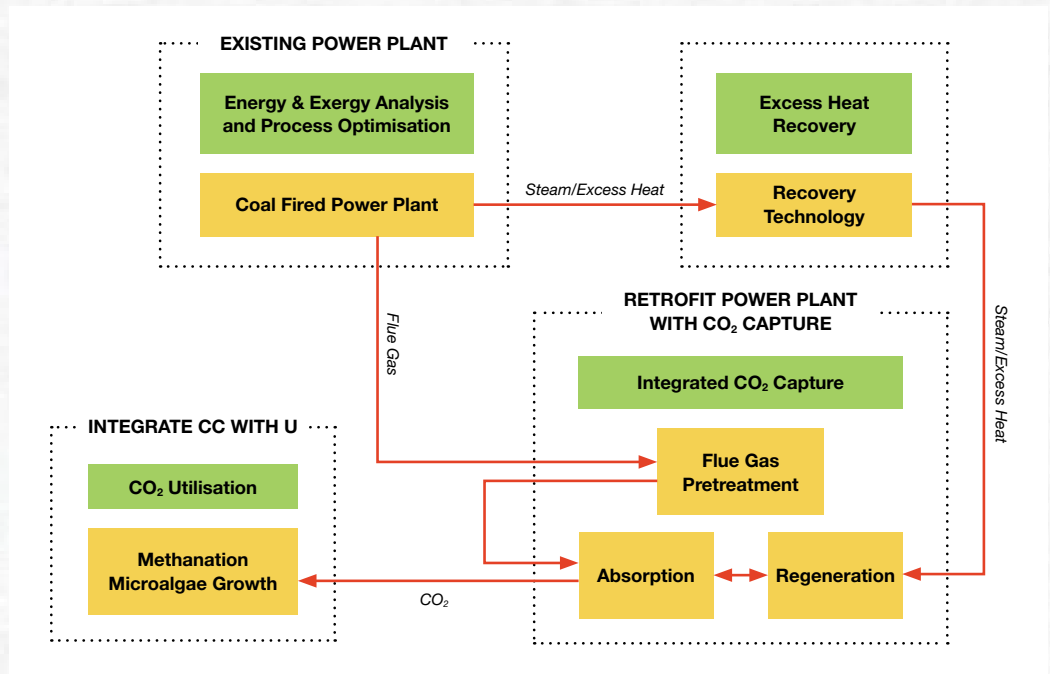 EXISTING POWER PLANT
Energy & Exergy Analysis
and Process Optimisation
Coal Fired Power Plant
Steam/Excess Heat
Excess Heat
Recovery
Recovery
Technology
Steam/Excess Heat
Flue Gas
RETROFIT POWER PLANT
WITH CO₂ CAPTURE
Integrated CO₂ Capture
Flue Gas
Pretreatment
Absorption
Regeneration
INTEGRATE CC WITH U
CO₂ Utilisation
Methanation
Microalgae Growth
CO₂